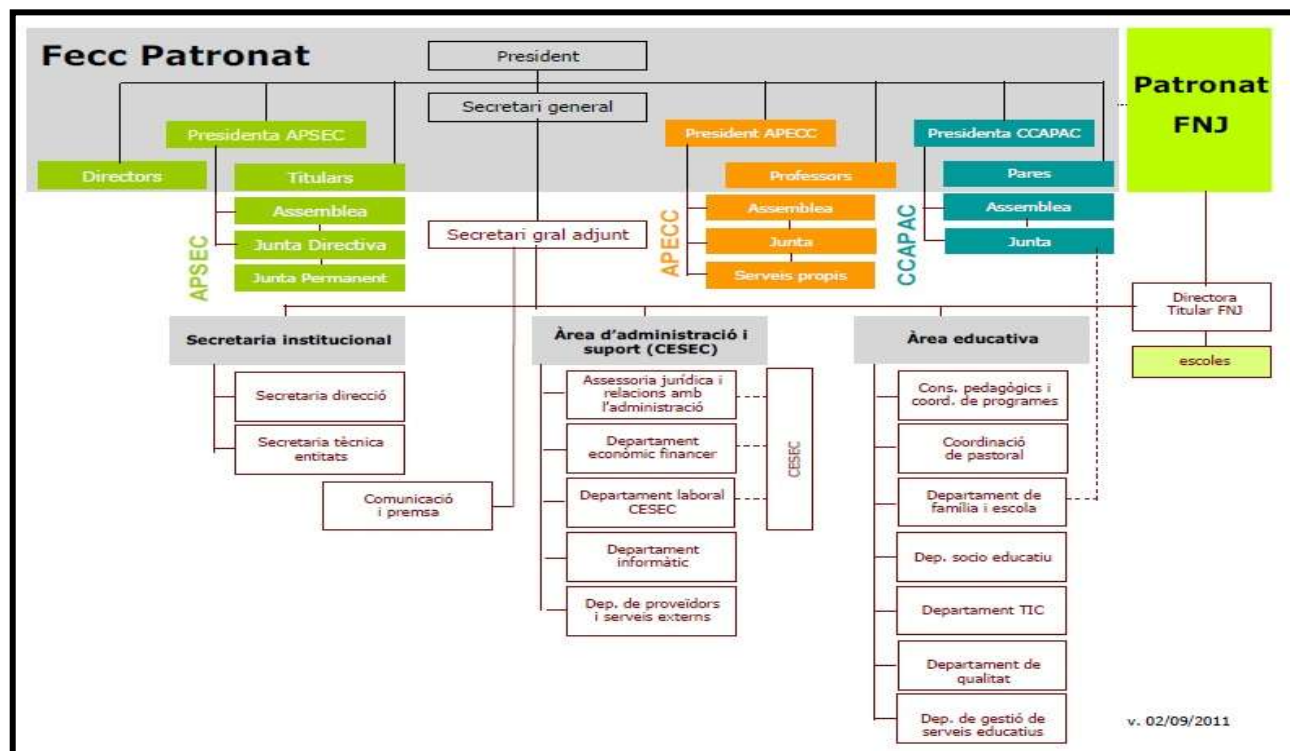 Fecc Patronat
President
Secretari general
Patronat
FNJ
Presidenta APSEC
President APECC
Presidenta CCAPAC
Directors
Titulars
Professors
Pares
Assemblea
Assemblea
Assemblea
Junta Directiva
Secretari gral adjunt
Junta
Junta
Junta Permanent
Serveis propis
APSEC
APECC
CCAPAC
Directora
Titular FNJ
escoles
Secretaria institucional
Secretaria direcció
Secretaria tècnica
entitats
Comunicació
i premsa
Àrea d'administració i
suport (CESEC)
Assessoria jurídica i
relacions amb
l'administració
Departament
econòmic financer
Departament laboral
CESEC
Departament
informàtic
Dep. de proveïdors
i serveis externs
CESEC
Àrea educativa
Cons. pedagògics i
coord. de programes
Coordinació
de pastoral
Departament de
família i escola
Dep. socio educatiu
Departament TIC
Departament de
qualitat
Dep. de gestió de
serveis educatius
v. 02/09/2011